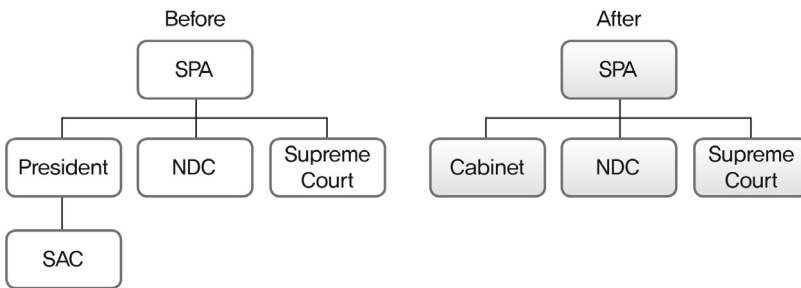 Before
SPA
President
NDC
Supreme
Court
SAC
After
SPA
Cabinet
NDC
Supreme
Court